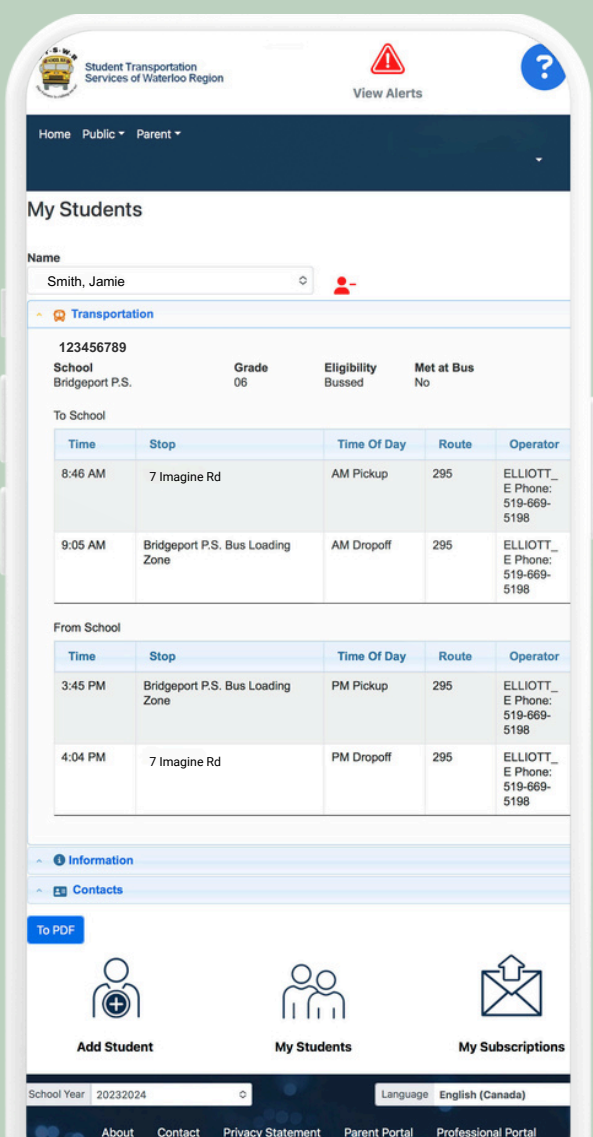 Student Transportation
Services of Waterloo Region
View Alerts
?
Home Public Parent
My Students
Name
Smith, Jamie
Transportation
123456789
School Grade Eligibility Met at Bus
Bridgeport P.S. 06 Bussed No
To School
Time Stop Time Of Day Route Operator
8:46 AM 7 Imagine Rd AM Pickup 295 ELLIOTT_
E Phone:
519-669-
5198
9:05 AM Bridgeport P.S. Bus Loading AM Dropoff 295 ELLIOTT_
Zone E Phone:
519-669-
5198
From School
Time Stop Time Of Day Route Operator
3:45 PM Bridgeport P.S. Bus Loading PM Pickup 295 ELLIOTT_
Zone E Phone:
519-669-
5198
4:04 PM 7 Imagine Rd PM Dropoff 295 ELLIOTT_
E Phone:
519-669-
5198
Information
Contacts
To PDF
Add Student My Students My Subscriptions
School Year 20232024 Language English (Canada)
About Contact Privacy Statement Parent Portal Professional Portal